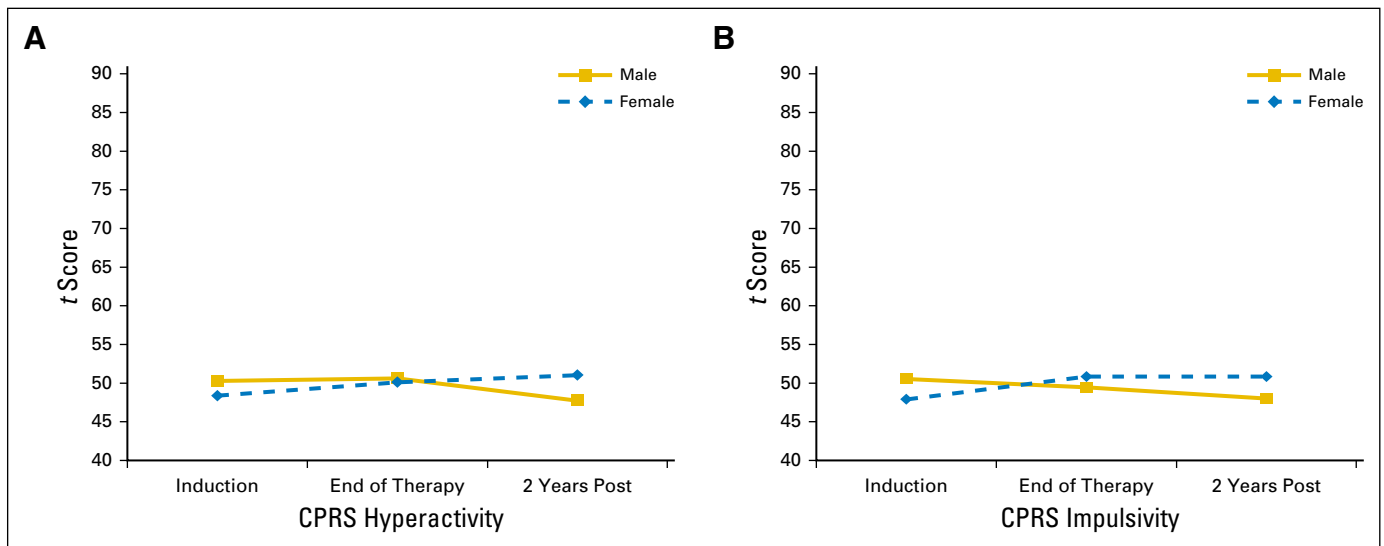 A
90
85
80
75
70
65
60
55
50
45
40
t Score
Male
Female
Induction
End of Therapy
2 Years Post
CPRS Hyperactivity
B
90
85
80
75
70
65
60
55
50
45
40
t Score
Male
Female
Induction
End of Therapy
2 Years Post
CPRS Impulsivity